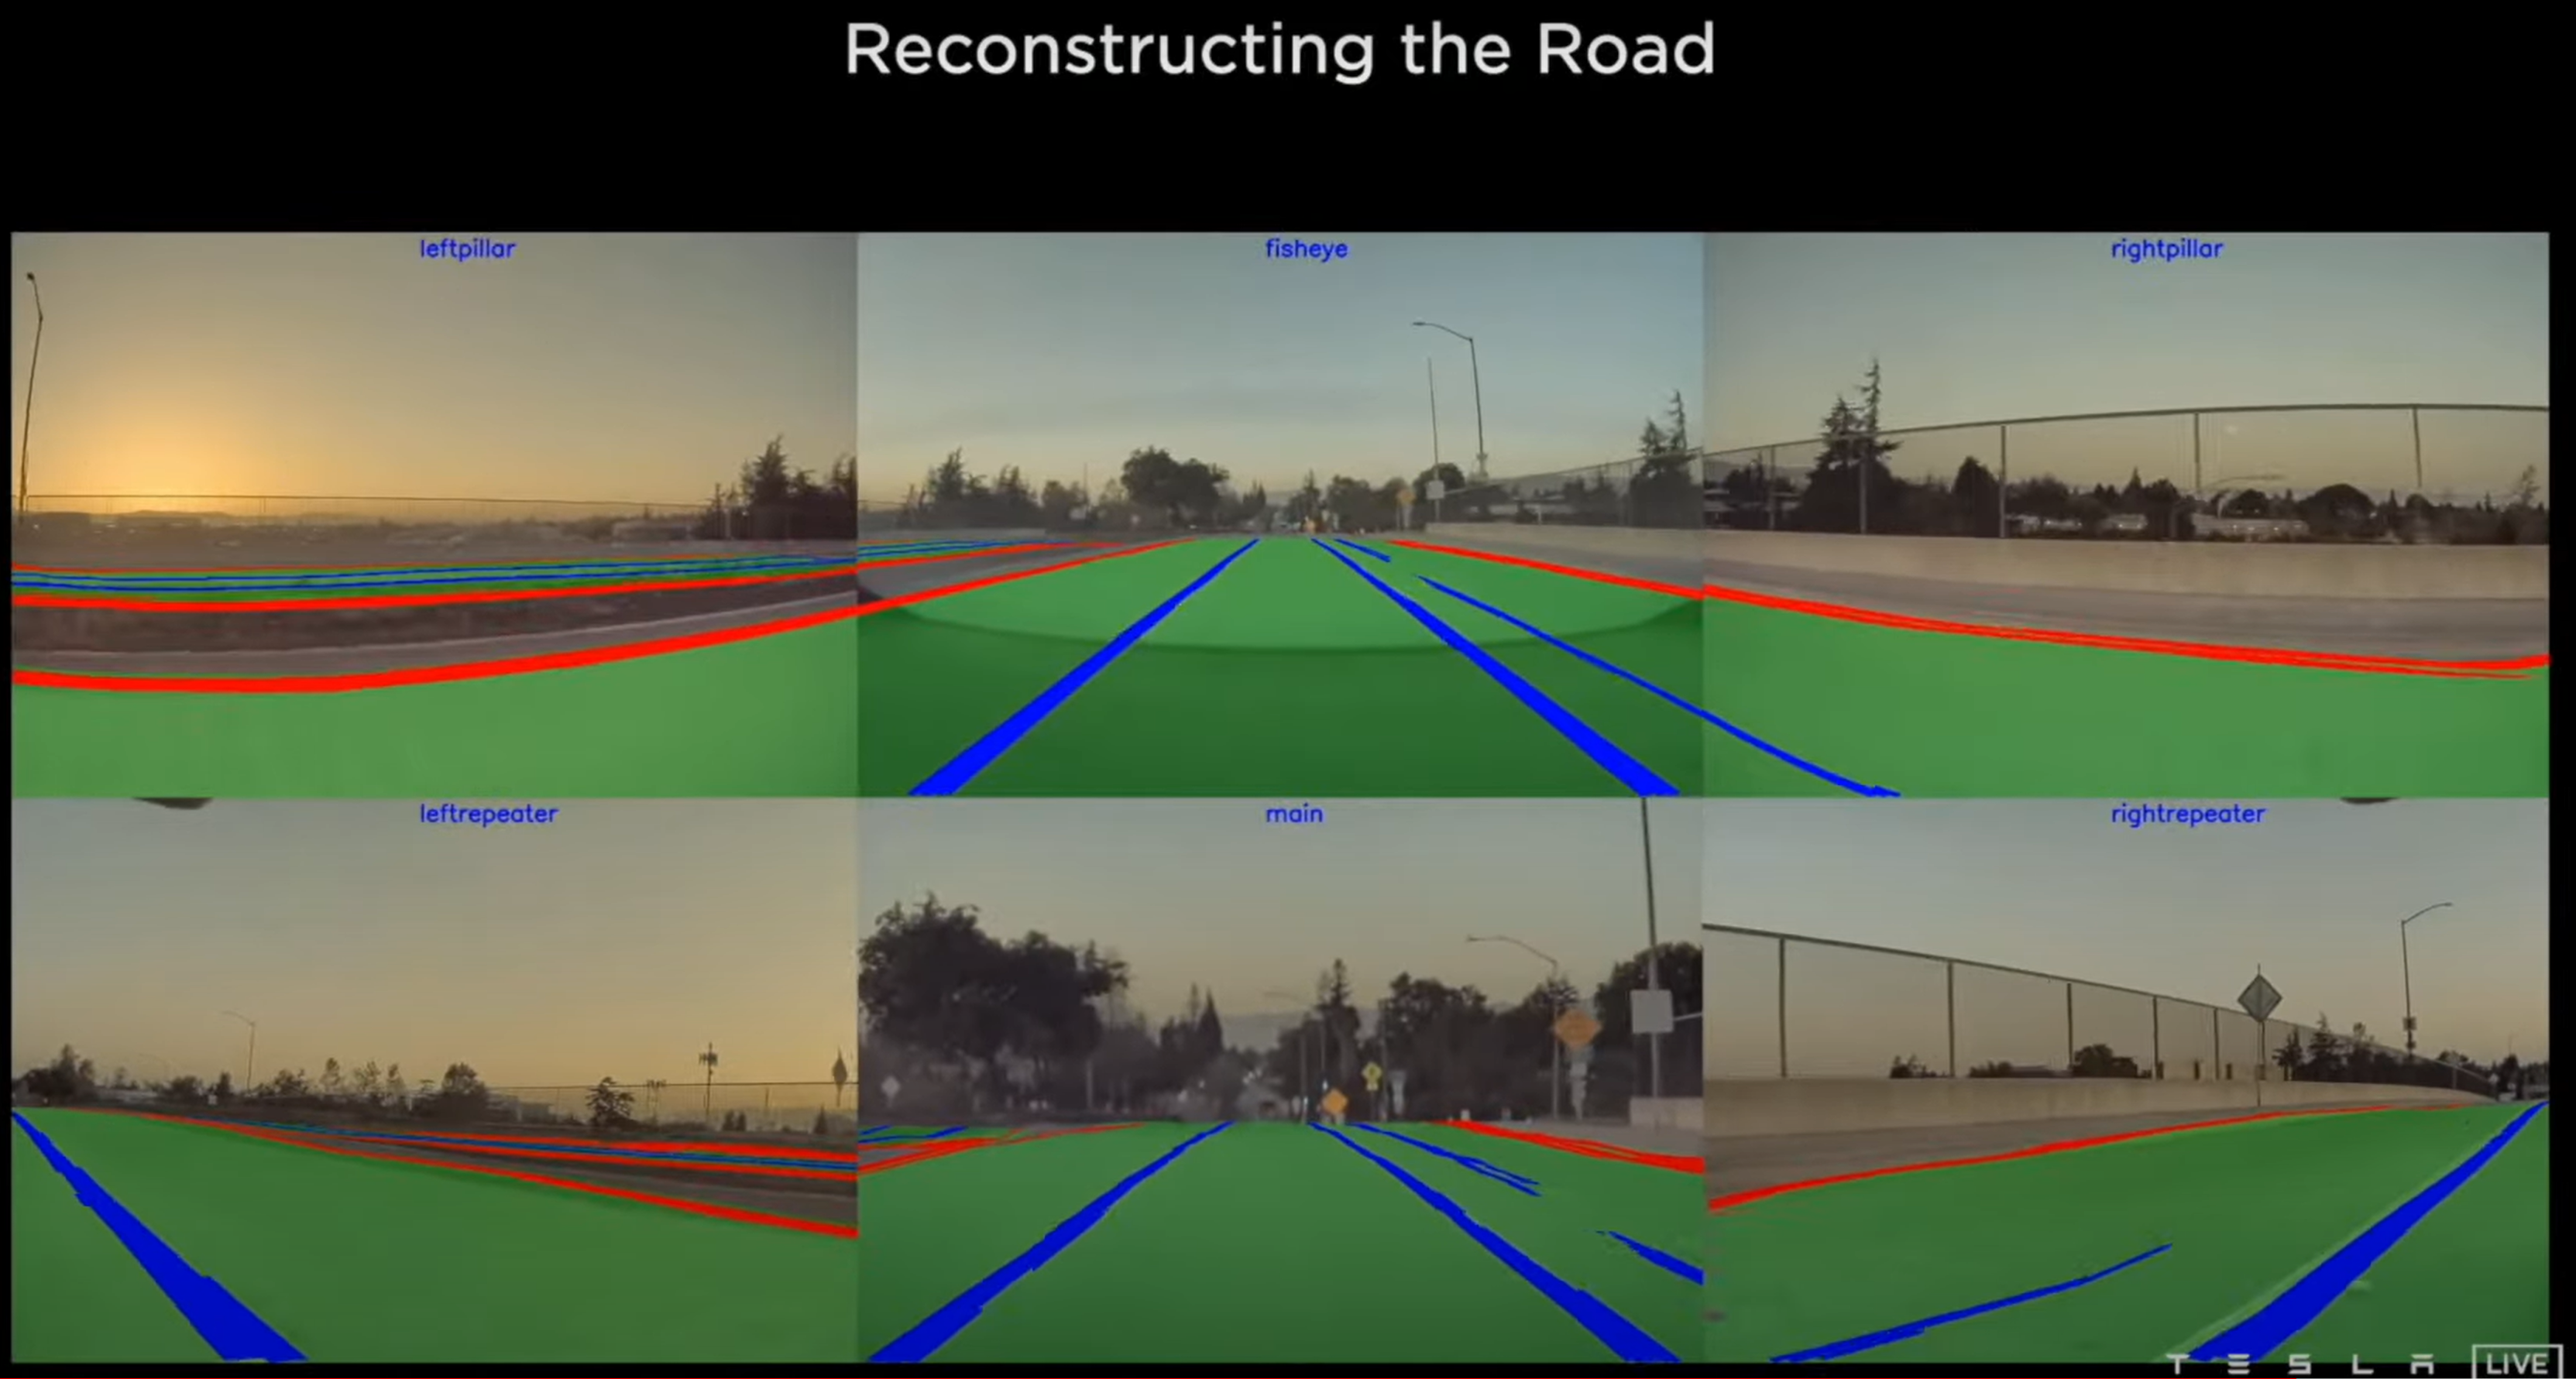 Reconstructing the Road
leftpillar
fisheye
rightpillar
leftrepeater
main
rightrepeater
TESLA LIVE